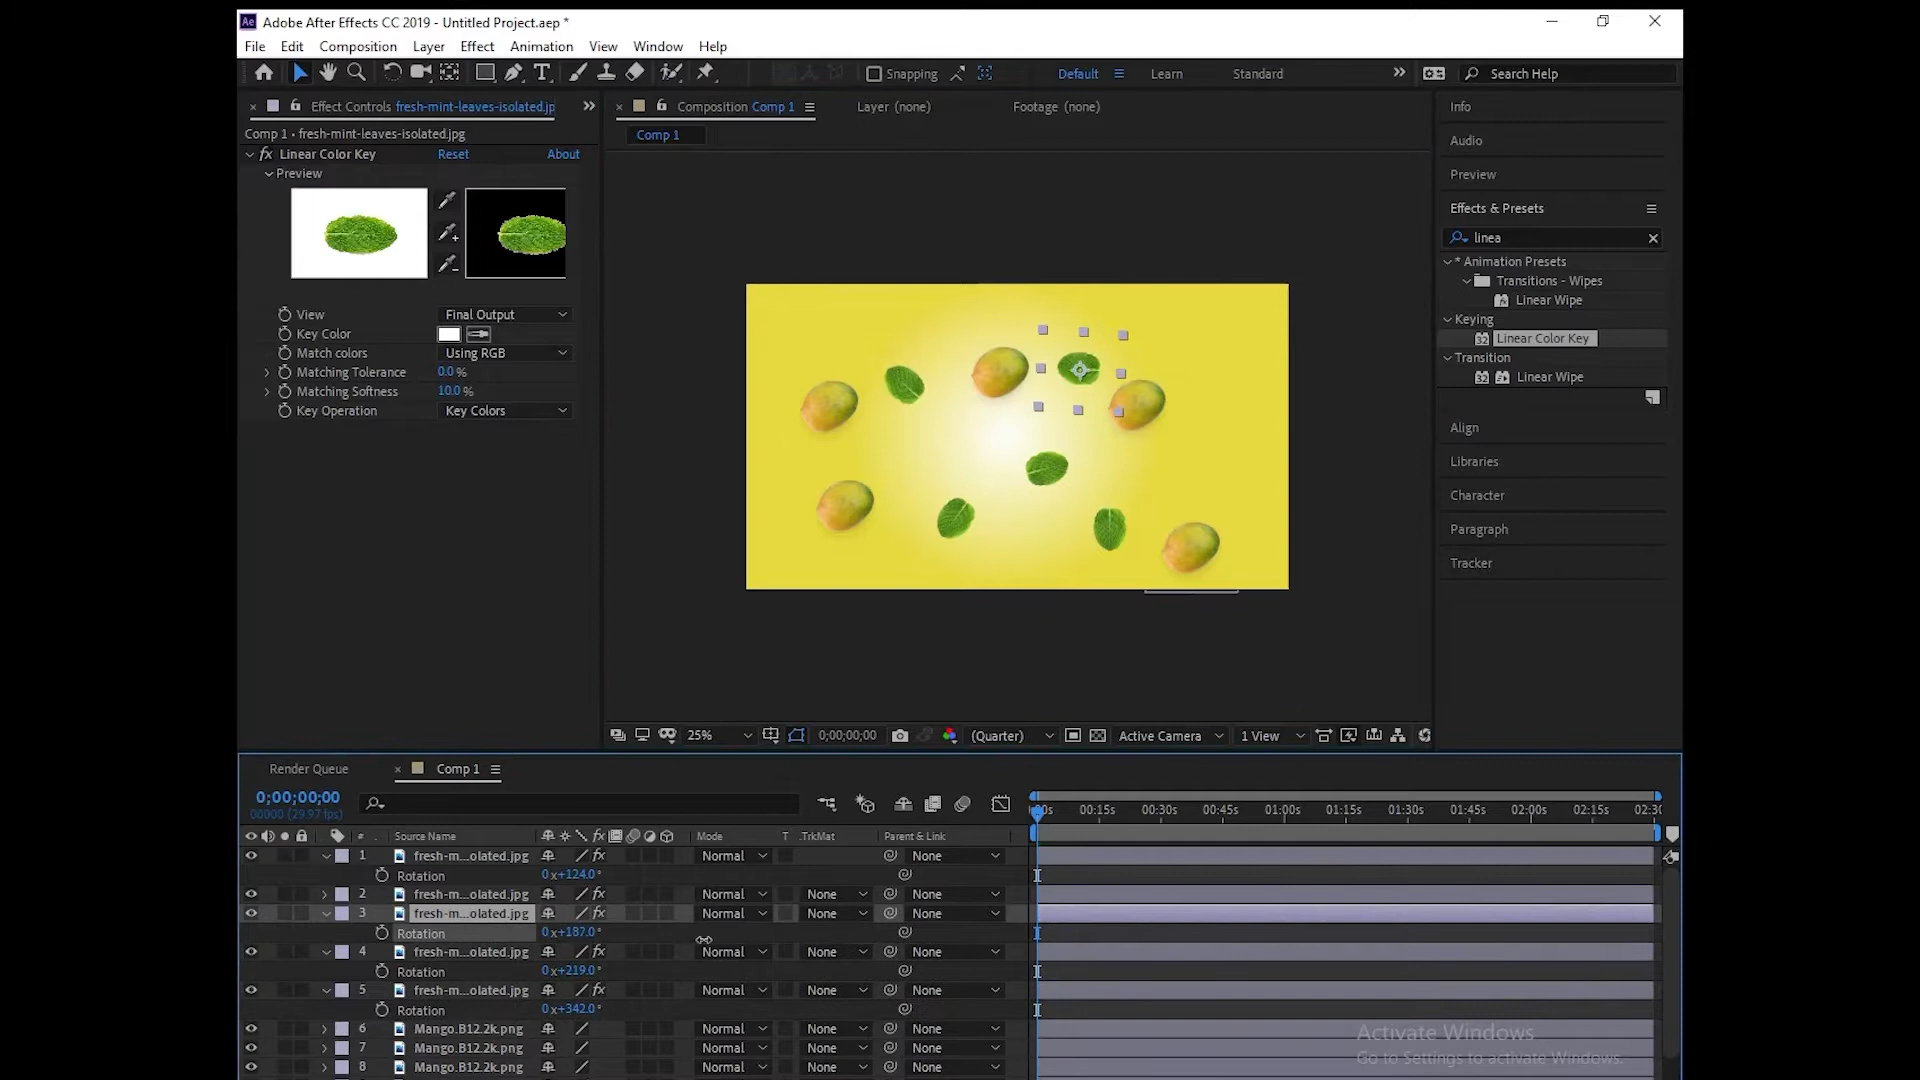 Adobe After Effects CC 2019 - Untitled Project.aep *
File Edit Composition Layer Effect Animation View Window Help
Snapping Default Learn Standard Search Help
Effect Controls fresh-mint-leaves-isolated.jp
Composition Comp 1 Layer (none) Footage (none)
Comp 1
Comp 1 • fresh-mint-leaves-isolated.jpg
fx Linear Color Key Reset About
Preview
View Final Output
Key Color
Match colors Using RGB
Matching Tolerance 0.0 %
Matching Softness 10.0 %
Key Operation Key Colors
Info
Audio
Preview
Effects & Presets
linea
* Animation Presets
Transitions - Wipes
Linear Wipe
Keying
32 Linear Color Key
Transition
32 Linear Wipe
Align
Libraries
Character
Paragraph
Tracker
25% 0;00;00;00 (Quarter) Active Camera 1 View
Render Queue Comp 1
0;00;00;00
00000 (29.97 fps)
00s 00:15s 00:30s 00:45s 01:00s 01:15s 01:30s 01:45s 02:00s 02:15s 02:30
# Source Name Mode T .TrkMat Parent & Link
1 fresh-m...olated.jpg fx Normal None
Rotation 0x+124.0°
2 fresh-m...olated.jpg fx Normal None None
3 fresh-m...olated.jpg fx Normal None None
Rotation 0x+187.0°
4 fresh-m...olated.jpg fx Normal None None
Rotation 0x+219.0°
5 fresh-m...olated.jpg fx Normal None None
Rotation 0x+342.0°
6 Mango.B12.2k.png Normal None None
7 Mango.B12.2k.png Normal None None
8 Mango.B12.2k.png Normal None None
Activate Windows
Go to Settings to activate Windows.